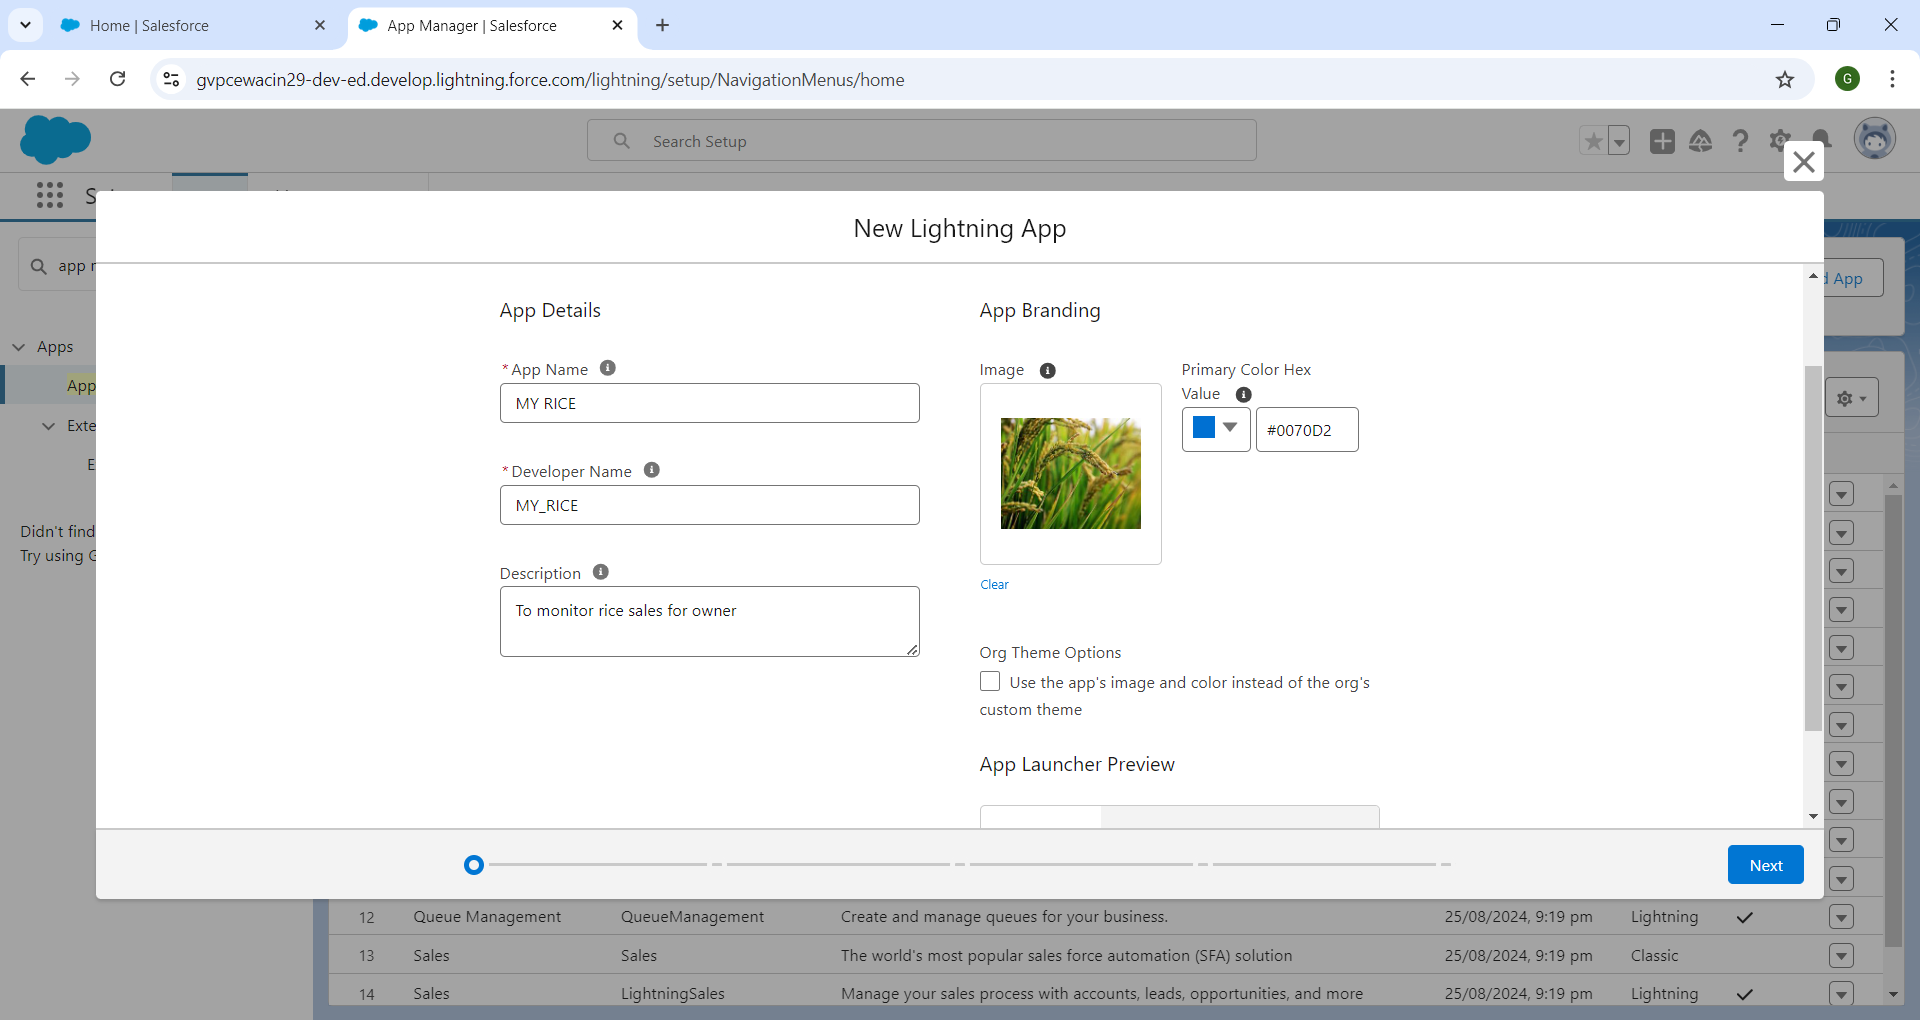 Home | Salesforce
App Manager | Salesforce
gvpcewacin29-dev-ed.develop.lightning.force.com/lightning/setup/NavigationMenus/home
G
Search Setup
New Lightning App
app
d App
App Details
App Branding
Apps
App
Exte
E
* App Name
MY RICE
Image
Primary Color Hex
Value
#0070D2
* Developer Name
MY_RICE
Didn't find
Try using G
Description
To monitor rice sales for owner
Clear
Org Theme Options
Use the app's image and color instead of the org's
custom theme
App Launcher Preview
Next
12 Queue Management QueueManagement Create and manage queues for your business. 25/08/2024, 9:19 pm Lightning
13 Sales Sales The world's most popular sales force automation (SFA) solution 25/08/2024, 9:19 pm Classic
14 Sales LightningSales Manage your sales process with accounts, leads, opportunities, and more 25/08/2024, 9:19 pm Lightning